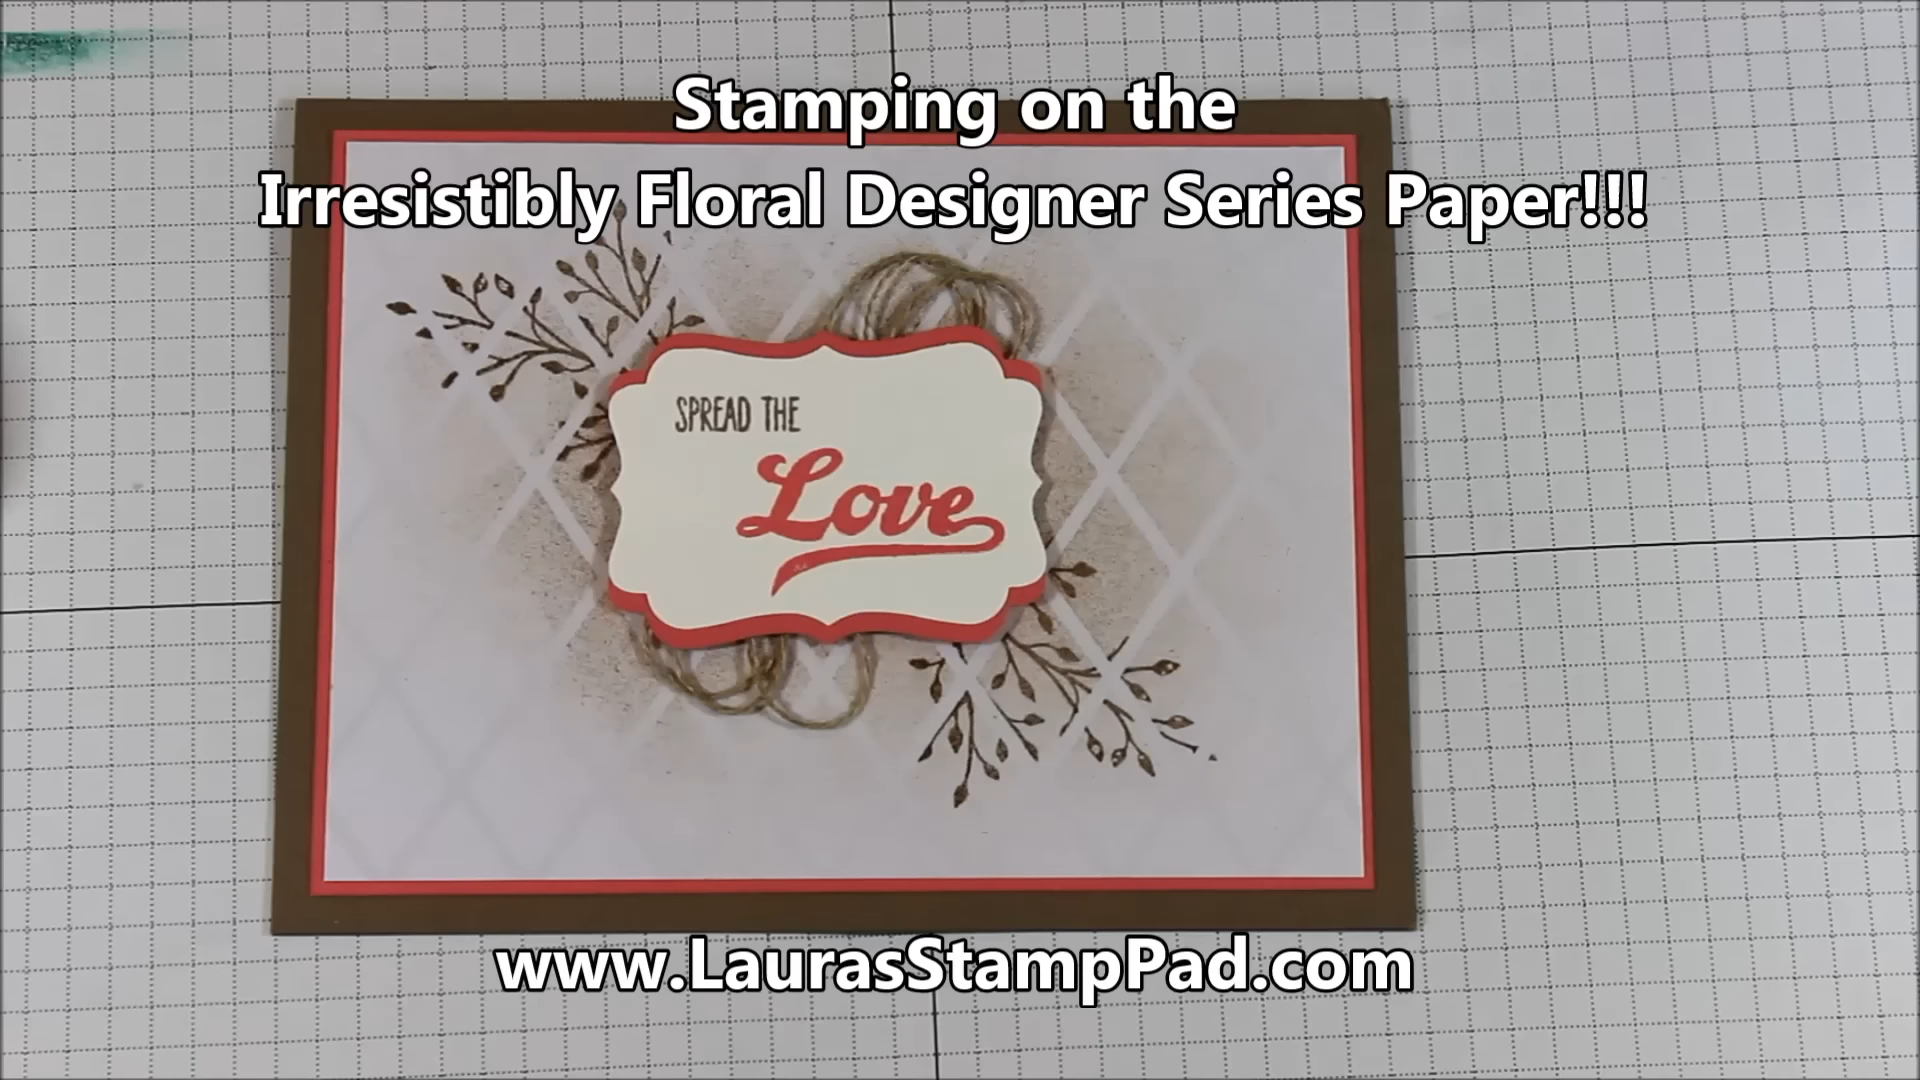 Stamping on the
Irresistibly Floral Designer Series Paper!!!
SPREAD THE
Love
www.LaurasStampPad.com